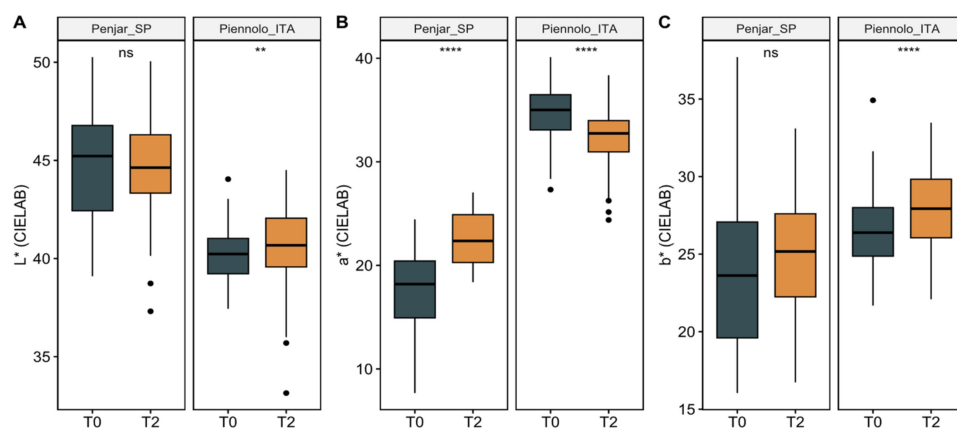 A
Penjar_SP
Piennolo_ITA
ns
**
50
45
40
35
L* (CIELAB)
T0
T2
T0
T2
B
Penjar_SP
Piennolo_ITA
****
****
40
30
20
10
a* (CIELAB)
T0
T2
T0
T2
C
Penjar_SP
Piennolo_ITA
ns
****
35
30
25
20
15
b* (CIELAB)
T0
T2
T0
T2